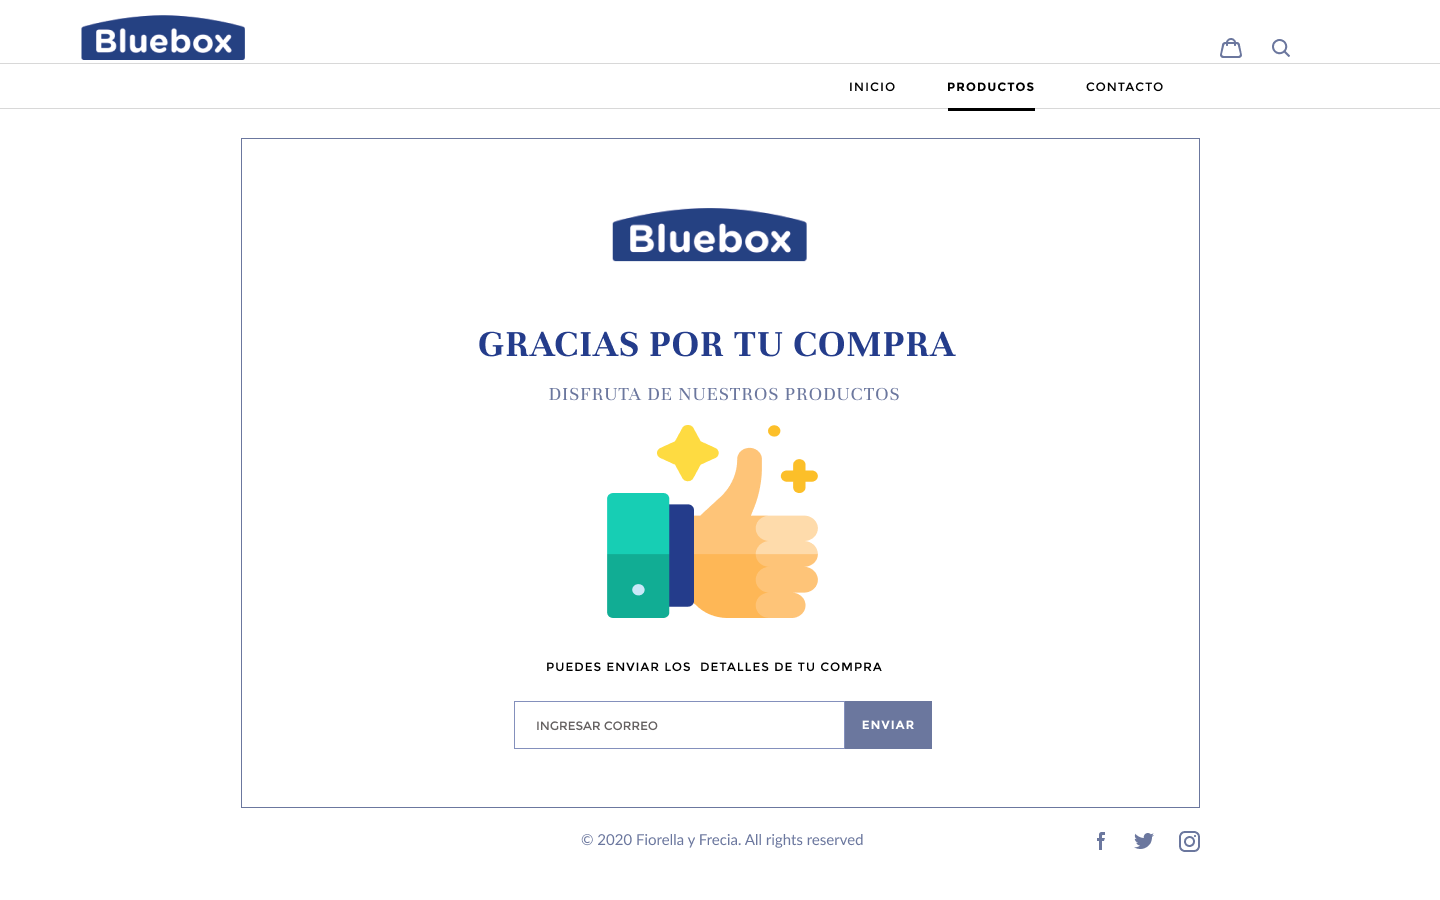 Bluebox
INICIO PRODUCTOS CONTACTO
Bluebox
GRACIAS POR TU COMPRA
DISFRUTA DE NUESTROS PRODUCTOS
PUEDES ENVIAR LOS  DETALLES DE TU COMPRA
INGRESAR CORREO ENVIAR
© 2020 Fiorella y Frecia. All rights reserved